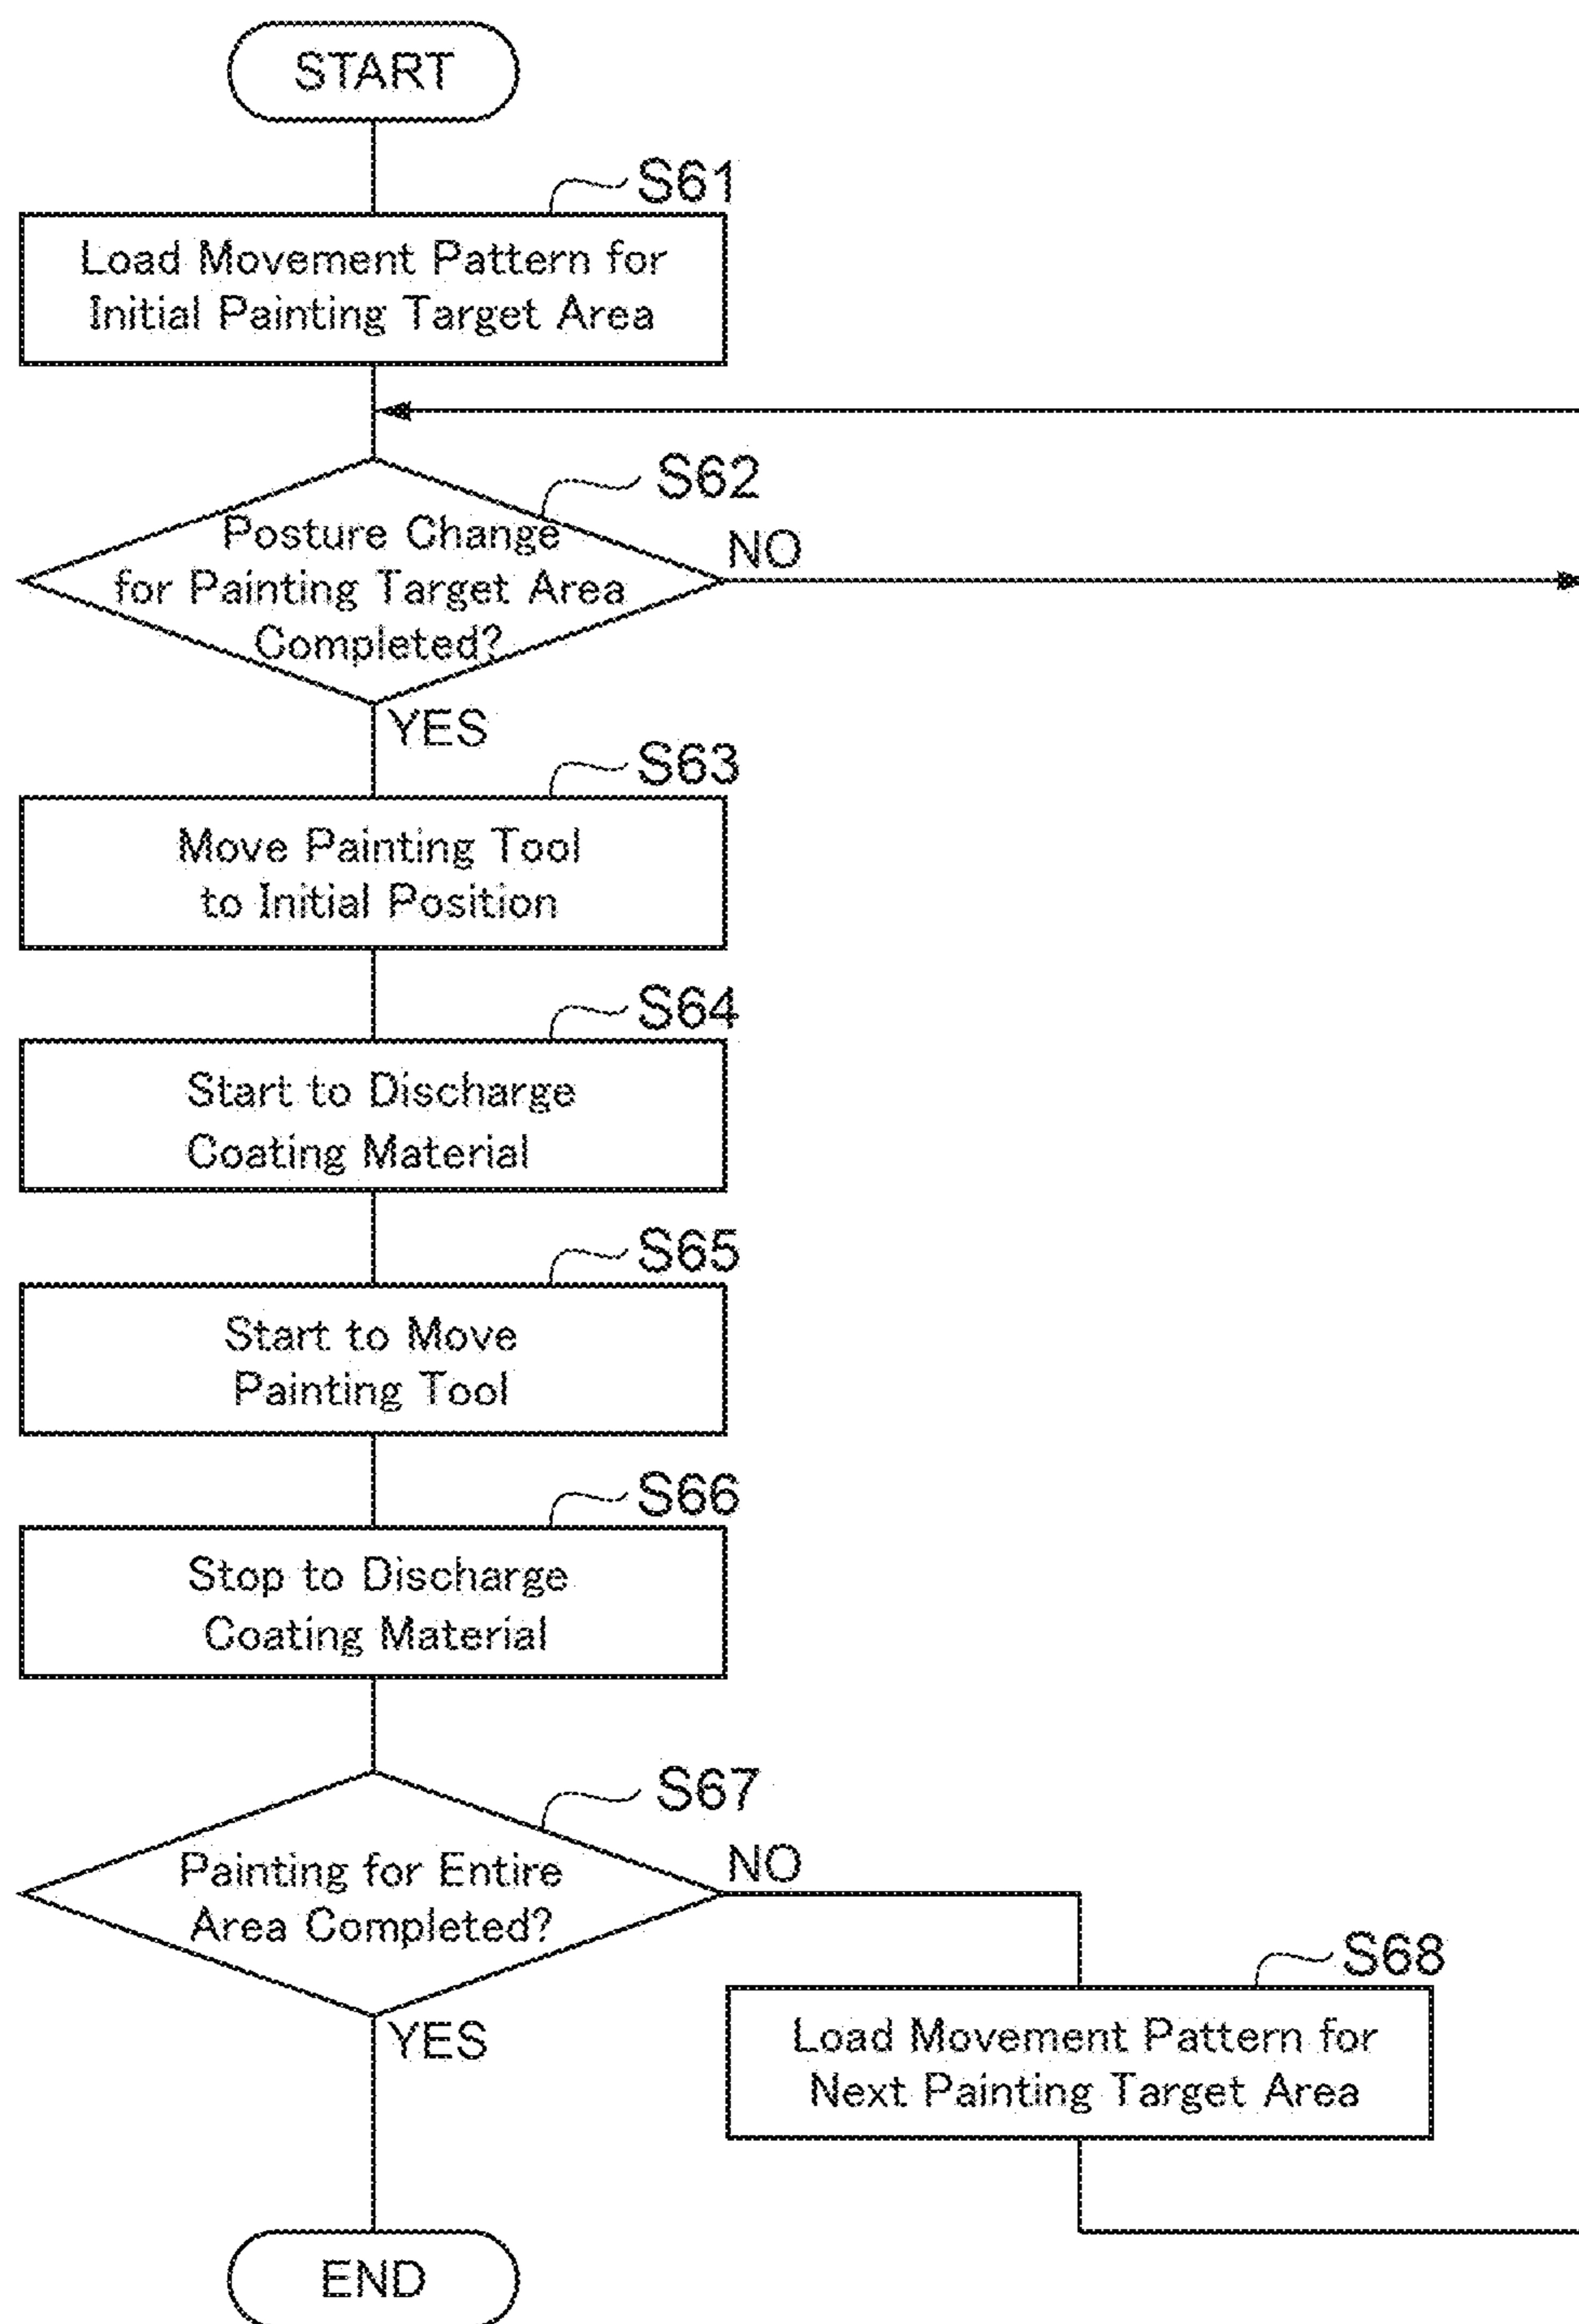 START
S61
Load Movement Pattern for
Initial Painting Target Area
S62
Posture Change
for Painting Target Area
Completed?
NO
YES
S63
Move Painting Tool
to Initial Position
S64
Start to Discharge
Coating Material
S65
Start to Move
Painting Tool
S66
Stop to Discharge
Coating Material
S67
Painting for Entire
Area Completed?
NO
YES
S68
Load Movement Pattern for
Next Painting Target Area
END